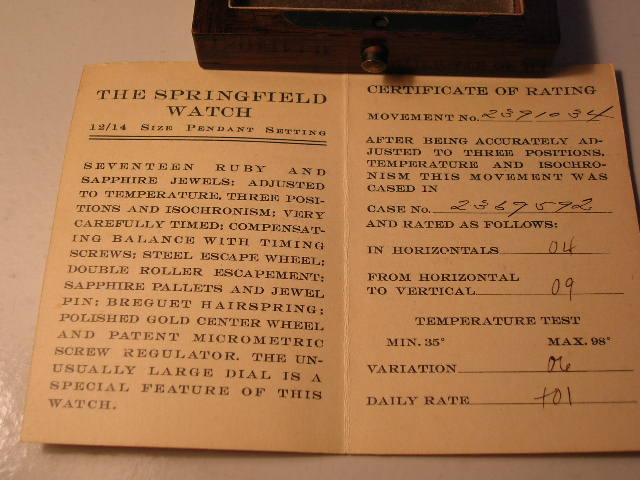 THE SPRINGFIELD
WATCH
12/14 SIZE PENDANT SETTING
SEVENTEEN RUBY AND
SAPPHIRE JEWELS: ADJUSTED
TO TEMPERATURE, THREE POSI-
TIONS AND ISOCHRONISM; VERY
CAREFULLY TIMED; COMPENSAT-
ING BALANCE WITH TIMING
SCREWS; STEEL ESCAPE WHEEL;
DOUBLE ROLLER ESCAPEMENT;
SAPPHIRE PALLETS AND JEWEL
PIN; BREGUET HAIRSPRING;
POLISHED GOLD CENTER WHEEL
AND PATENT MICROMETRIC
SCREW REGULATOR. THE UN-
USUALLY LARGE DIAL IS A
SPECIAL FEATURE OF THIS
WATCH.
CERTIFICATE OF RATING
MOVEMENT NO. 2391034
AFTER BEING ACCURATELY AD-
JUSTED TO THREE POSITIONS,
TEMPERATURE AND ISOCHRO-
NISM THIS MOVEMENT WAS
CASED IN
CASE NO. 2369592
AND RATED AS FOLLOWS:
IN HORIZONTALS 04
FROM HORIZONTAL
TO VERTICAL 09
TEMPERATURE TEST
MIN. 35° MAX. 98°
VARIATION 06
DAILY RATE +01